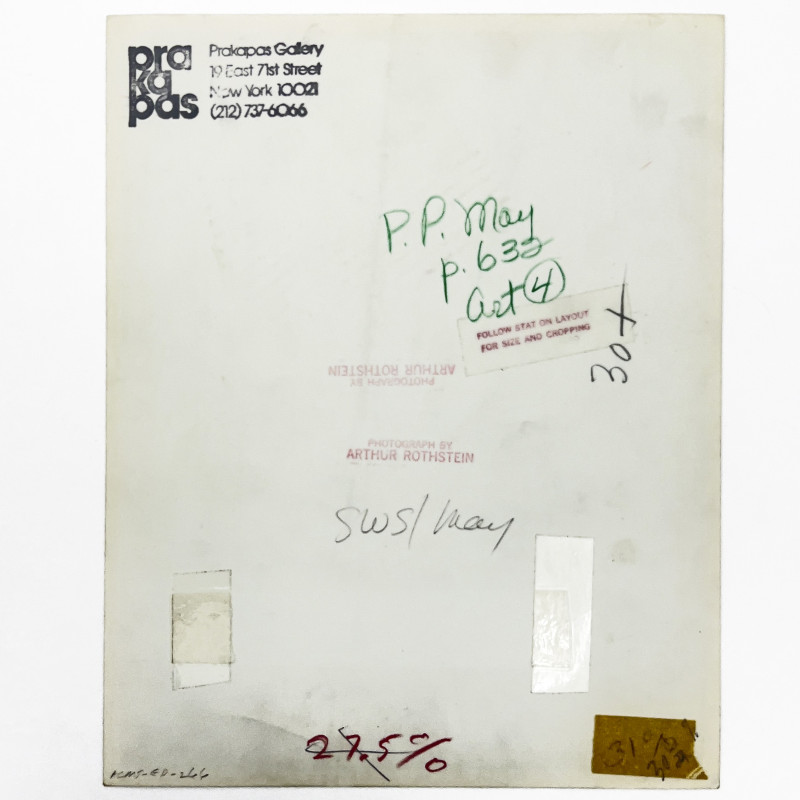 pra
ka
pas
Prakapas Gallery
19 East 71st Street
New York 10021
(212) 737-6066
P.P. May
p. 632
art 4
FOLLOW STAT ON LAYOUT
FOR SIZE AND CROPPING
30+
PHOTOGRAPH BY
ARTHUR ROTHSTEIN
PHOTOGRAPH BY
ARTHUR ROTHSTEIN
SWS/May
27.5%
31%